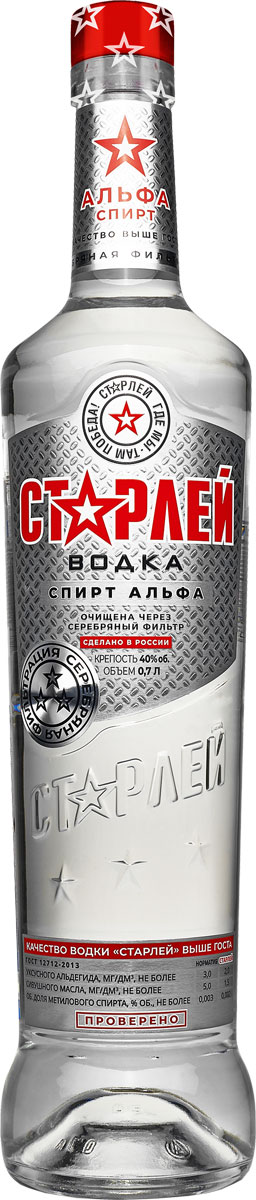 АЛЬФА
СПИРТ
КАЧЕСТВО ВЫШЕ ГОСТ
СТАРЛЕЙ ГДЕ МЫ-ТАМ ПОБЕДА!
СТАРЛЕЙ
ВОДКА
СПИРТ АЛЬФА
ОЧИЩЕНА ЧЕРЕЗ
СЕРЕБРЯНЫЙ ФИЛЬТР
СДЕЛАНО В РОССИИ
КРЕПОСТЬ 40% об.
ОБЪЕМ 0,7 Л
СЕРЕБРЯНАЯ
СТАРЛЕЙ
КАЧЕСТВО ВОДКИ «СТАРЛЕЙ» ВЫШЕ ГОСТА
ГОСТ 12712-2013 НОРМАТИВ СТАРЛЕЙ
УКСУСНОГО АЛЬДЕГИДА, МГ/ДМ³, НЕ БОЛЕЕ 3,0
СИВУШНОГО МАСЛА, МГ/ДМ³, НЕ БОЛЕЕ 5,0
ОБ. ДОЛЯ МЕТИЛОВОГО СПИРТА, % ОБ., НЕ БОЛЕЕ 0,003
ПРОВЕРЕНО